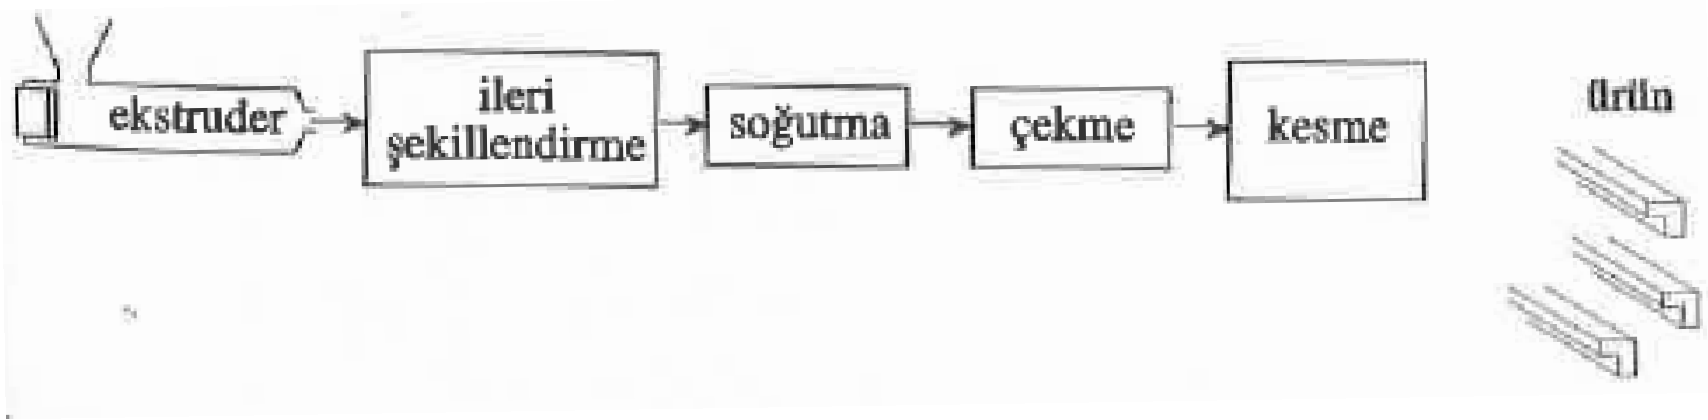 ekstruder
ileri
şekillendirme
soğutma
çekme
kesme
ürün